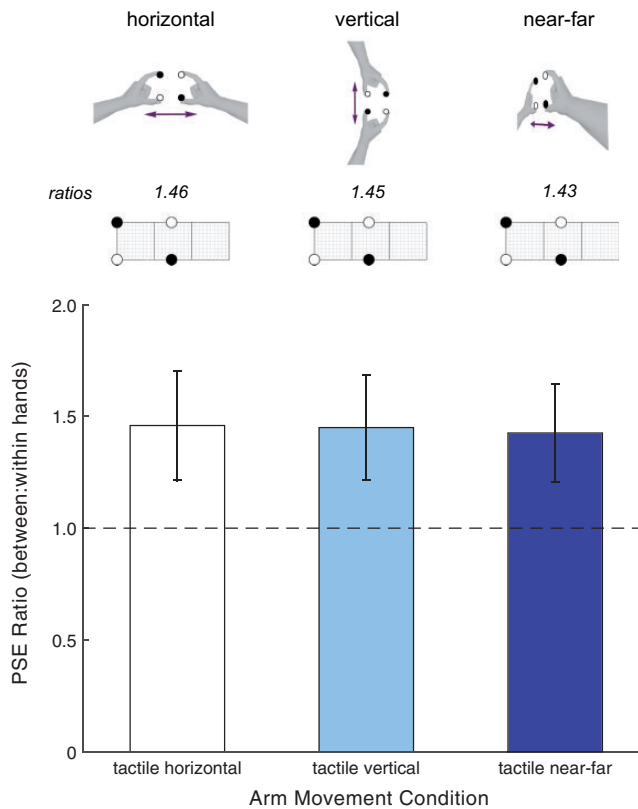 horizontal vertical near-far
ratios 1.46 1.45 1.43
2.0
1.5
1.0
0.5
0
PSE Ratio (between:within hands)
tactile horizontal tactile vertical tactile near-far
Arm Movement Condition